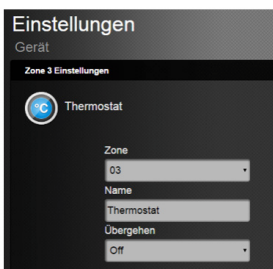 Einstellungen
Gerät
Zone 3 Einstellungen
°C Thermostat
Zone
03
Name
Thermostat
Übergehen
Off